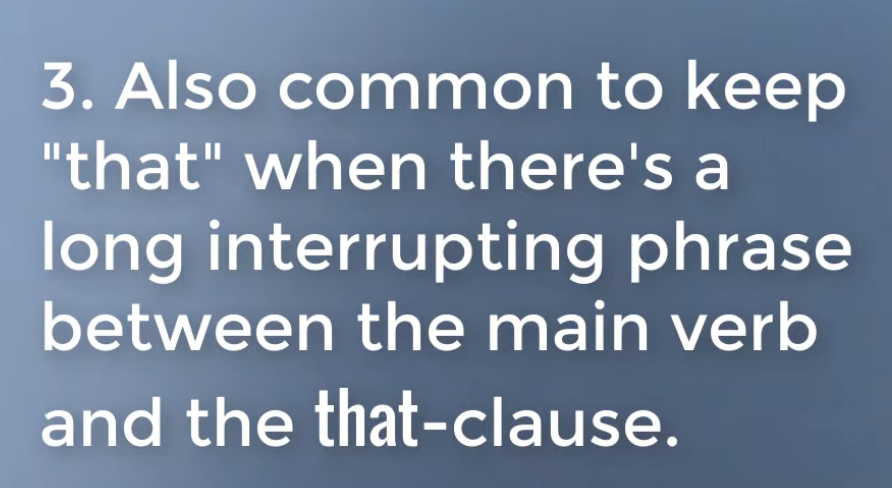 3. Also common to keep
"that" when there's a
long interrupting phrase
between the main verb
and the that-clause.